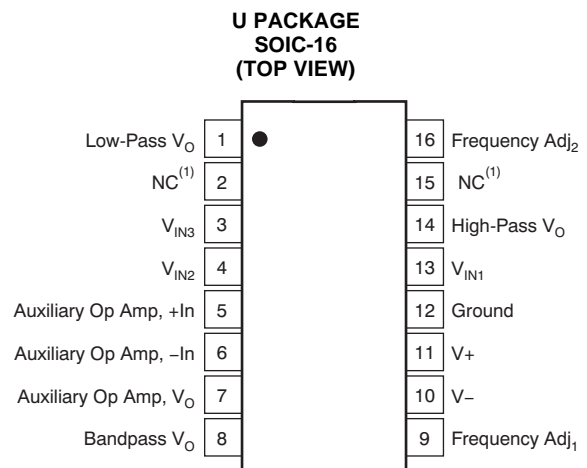 U PACKAGE
SOIC-16
(TOP VIEW)
Low-Pass V_O 1 16 Frequency Adj_2
NC^(1) 2 15 NC^(1)
V_IN3 3 14 High-Pass V_O
V_IN2 4 13 V_IN1
Auxiliary Op Amp, +In 5 12 Ground
Auxiliary Op Amp, −In 6 11 V+
Auxiliary Op Amp, V_O 7 10 V−
Bandpass V_O 8 9 Frequency Adj_1